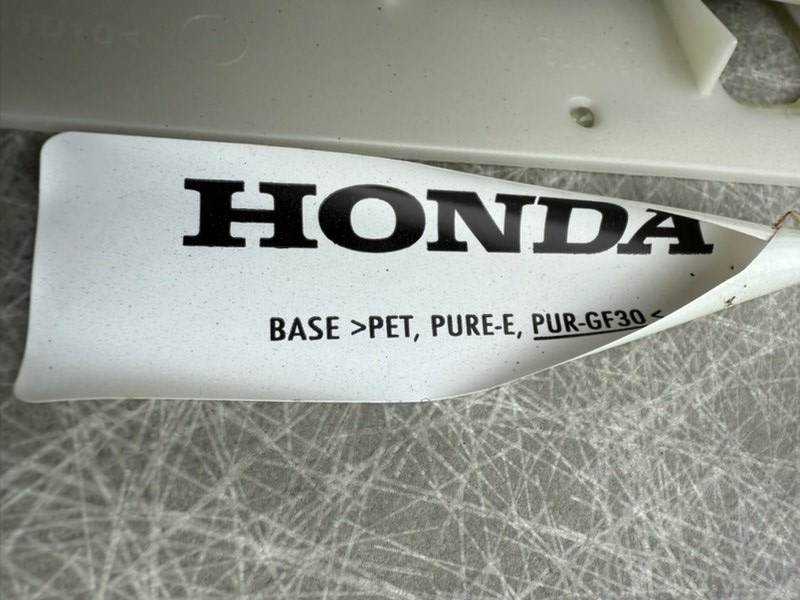 HONDA
BASE >PET, PURE-E, PUR-GF30<